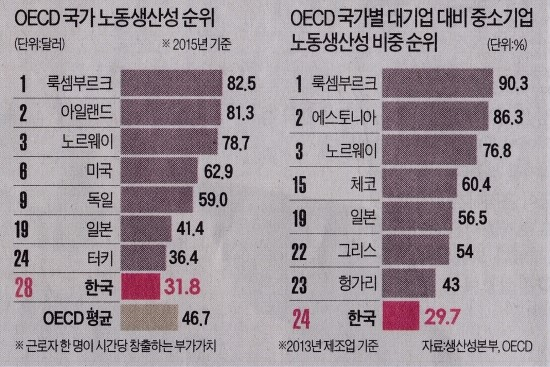 OECD 국가 노동생산성 순위
(단위:달러) ※ 2015년 기준
1 룩셈부르크 82.5
2 아일랜드 81.3
3 노르웨이 78.7
6 미국 62.9
9 독일 59.0
19 일본 41.4
24 터키 36.4
28 한국 31.8
OECD 평균 46.7
※ 근로자 한 명이 시간당 창출하는 부가가치
OECD 국가별 대기업 대비 중소기업
노동생산성 비중 순위 (단위:%)
1 룩셈부르크 90.3
2 에스토니아 86.3
3 노르웨이 76.8
15 체코 60.4
19 일본 56.5
22 그리스 54
23 헝가리 43
24 한국 29.7
※2013년 제조업 기준 자료:생산성본부, OECD